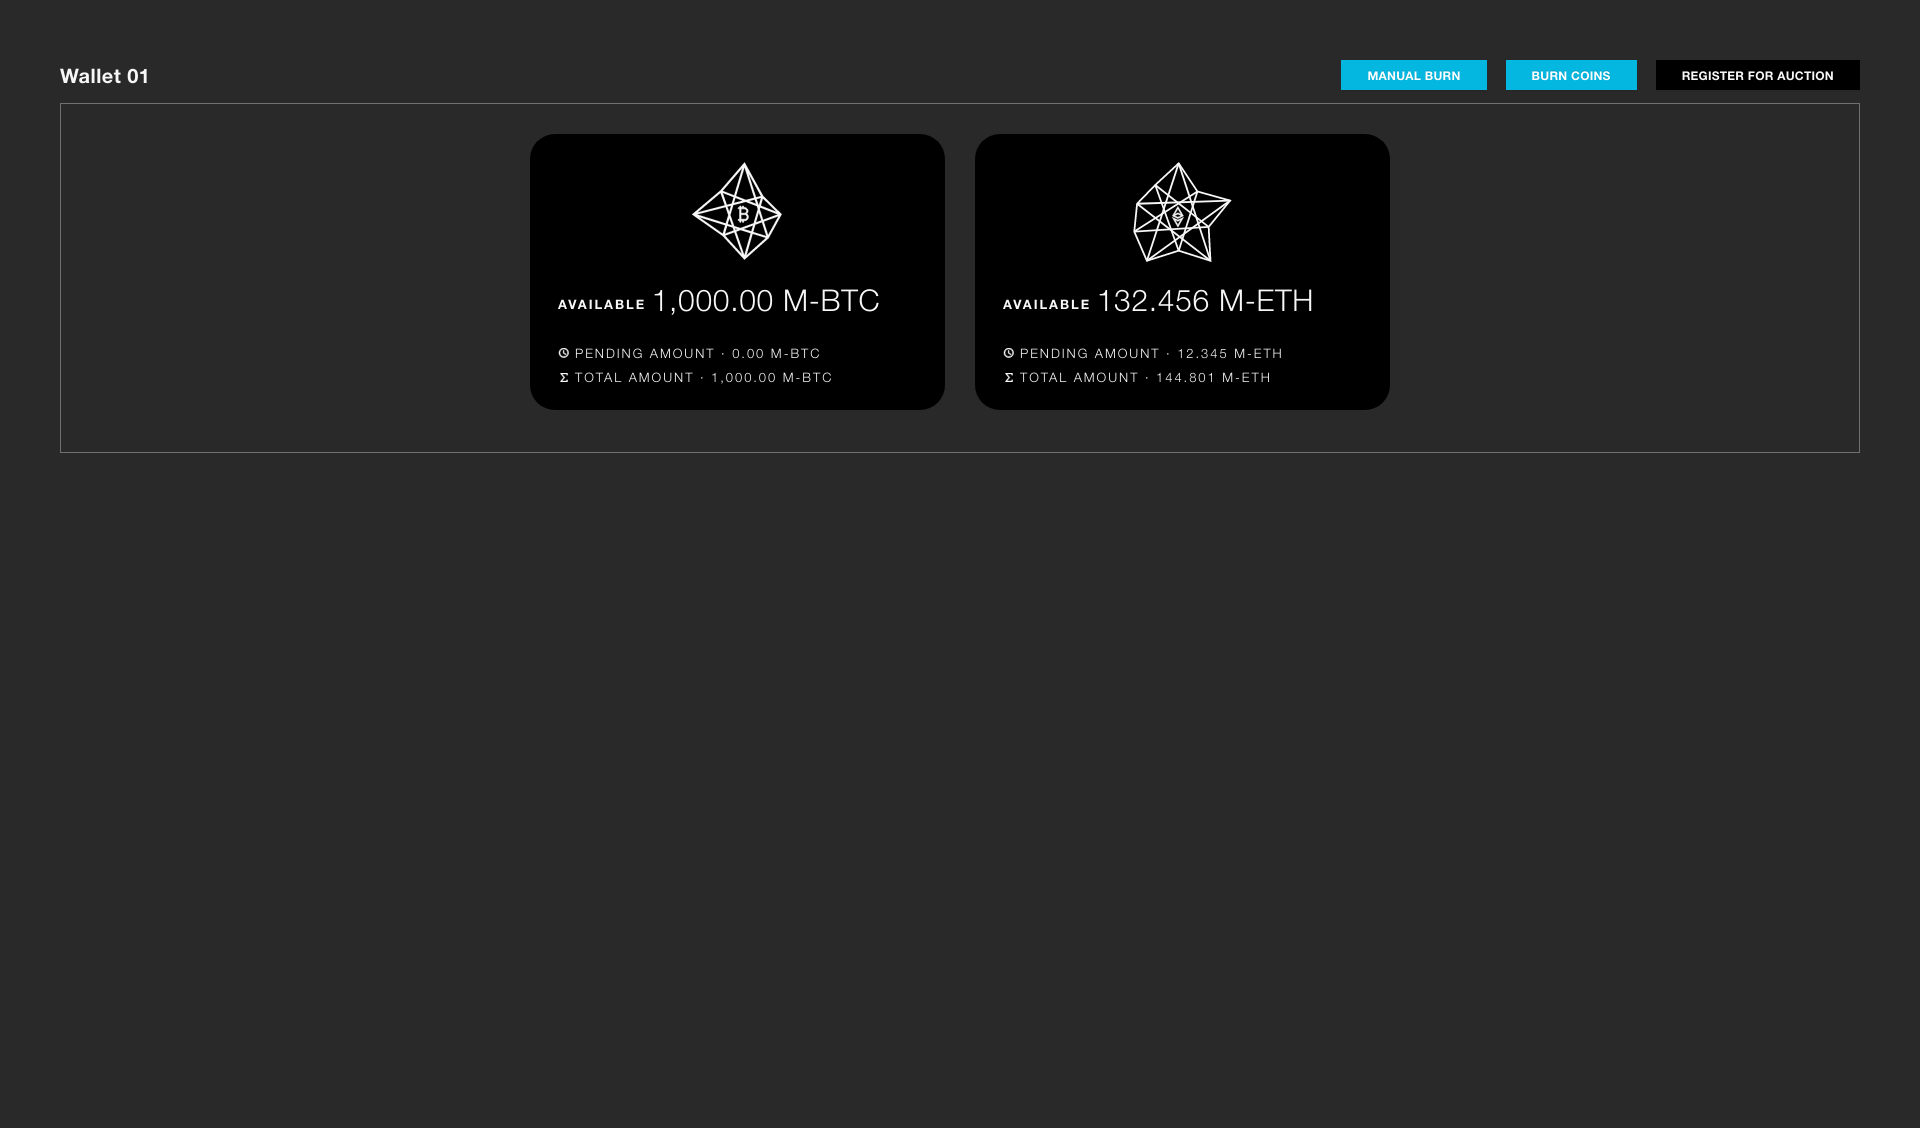 Wallet 01
MANUAL BURN
BURN COINS
REGISTER FOR AUCTION
AVAILABLE 1,000.00 M-BTC
PENDING AMOUNT · 0.00 M-BTC
Σ TOTAL AMOUNT · 1,000.00 M-BTC
AVAILABLE 132.456 M-ETH
PENDING AMOUNT · 12.345 M-ETH
Σ TOTAL AMOUNT · 144.801 M-ETH